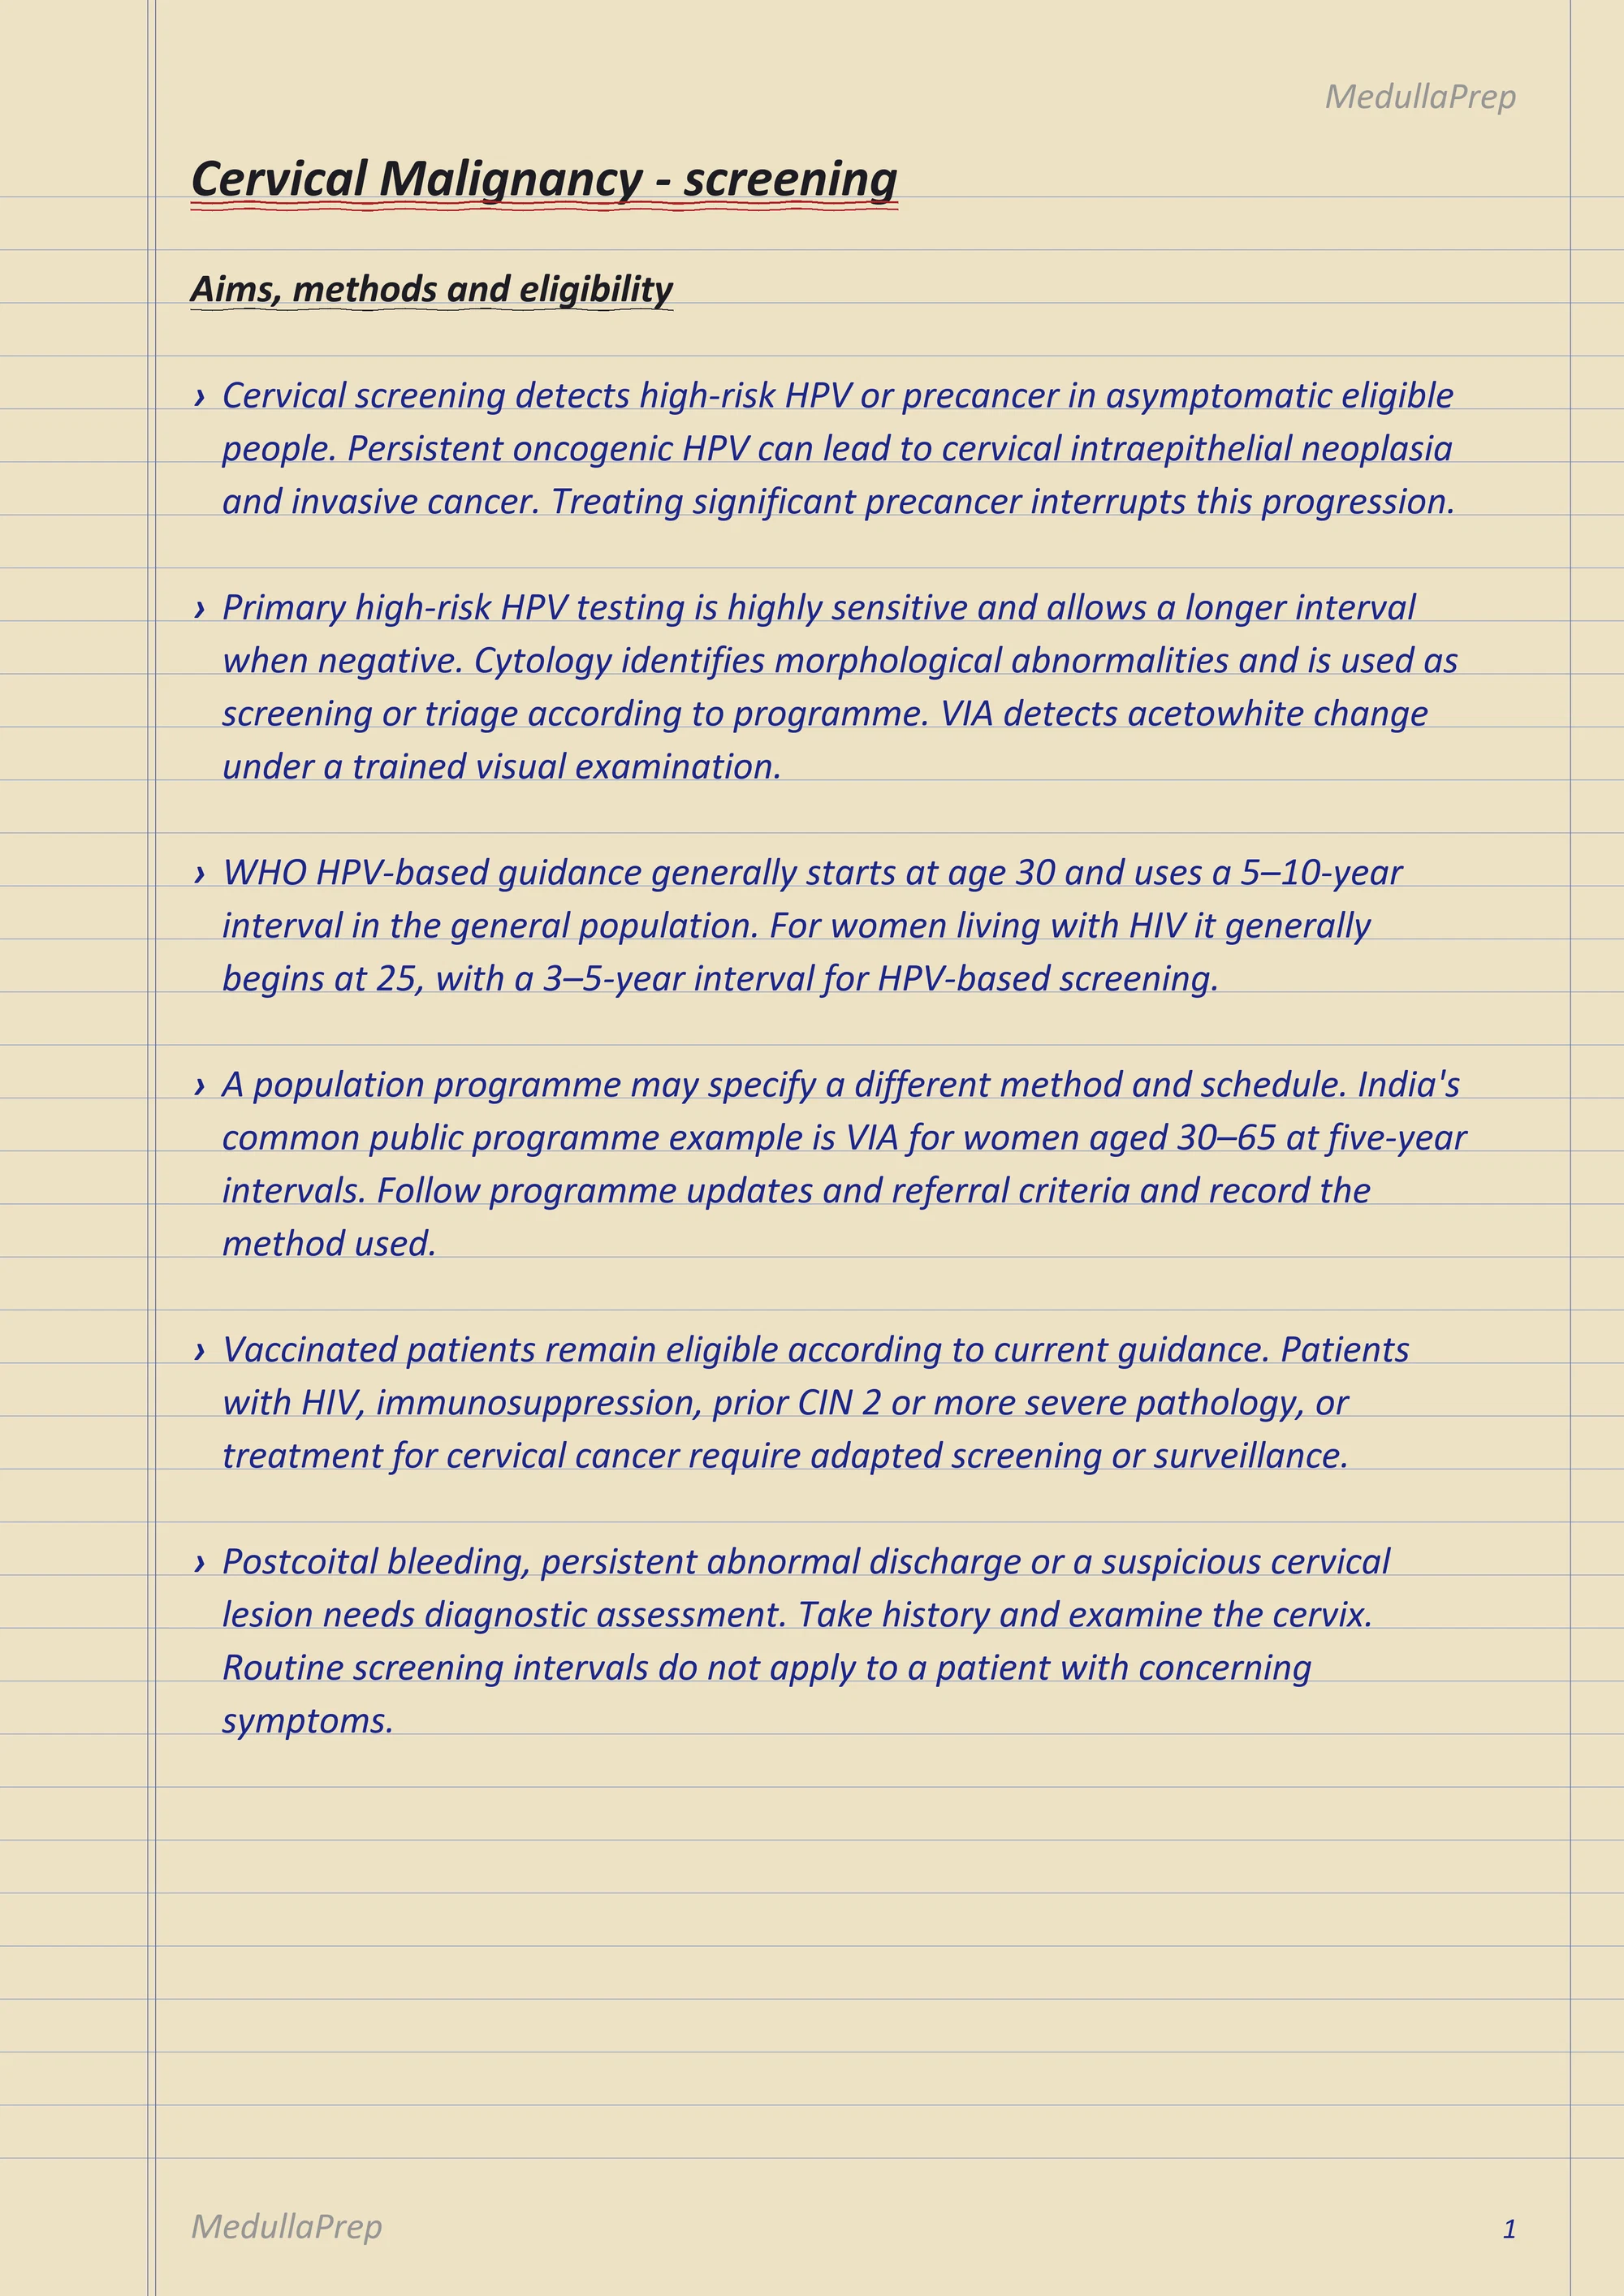 MedullaPrep
Cervical Malignancy - screening
Aims, methods and eligibility
› Cervical screening detects high-risk HPV or precancer in asymptomatic eligible
people. Persistent oncogenic HPV can lead to cervical intraepithelial neoplasia
and invasive cancer. Treating significant precancer interrupts this progression.
› Primary high-risk HPV testing is highly sensitive and allows a longer interval
when negative. Cytology identifies morphological abnormalities and is used as
screening or triage according to programme. VIA detects acetowhite change
under a trained visual examination.
› WHO HPV-based guidance generally starts at age 30 and uses a 5–10-year
interval in the general population. For women living with HIV it generally
begins at 25, with a 3–5-year interval for HPV-based screening.
› A population programme may specify a different method and schedule. India's
common public programme example is VIA for women aged 30–65 at five-year
intervals. Follow programme updates and referral criteria and record the
method used.
› Vaccinated patients remain eligible according to current guidance. Patients
with HIV, immunosuppression, prior CIN 2 or more severe pathology, or
treatment for cervical cancer require adapted screening or surveillance.
› Postcoital bleeding, persistent abnormal discharge or a suspicious cervical
lesion needs diagnostic assessment. Take history and examine the cervix.
Routine screening intervals do not apply to a patient with concerning
symptoms.
MedullaPrep
1